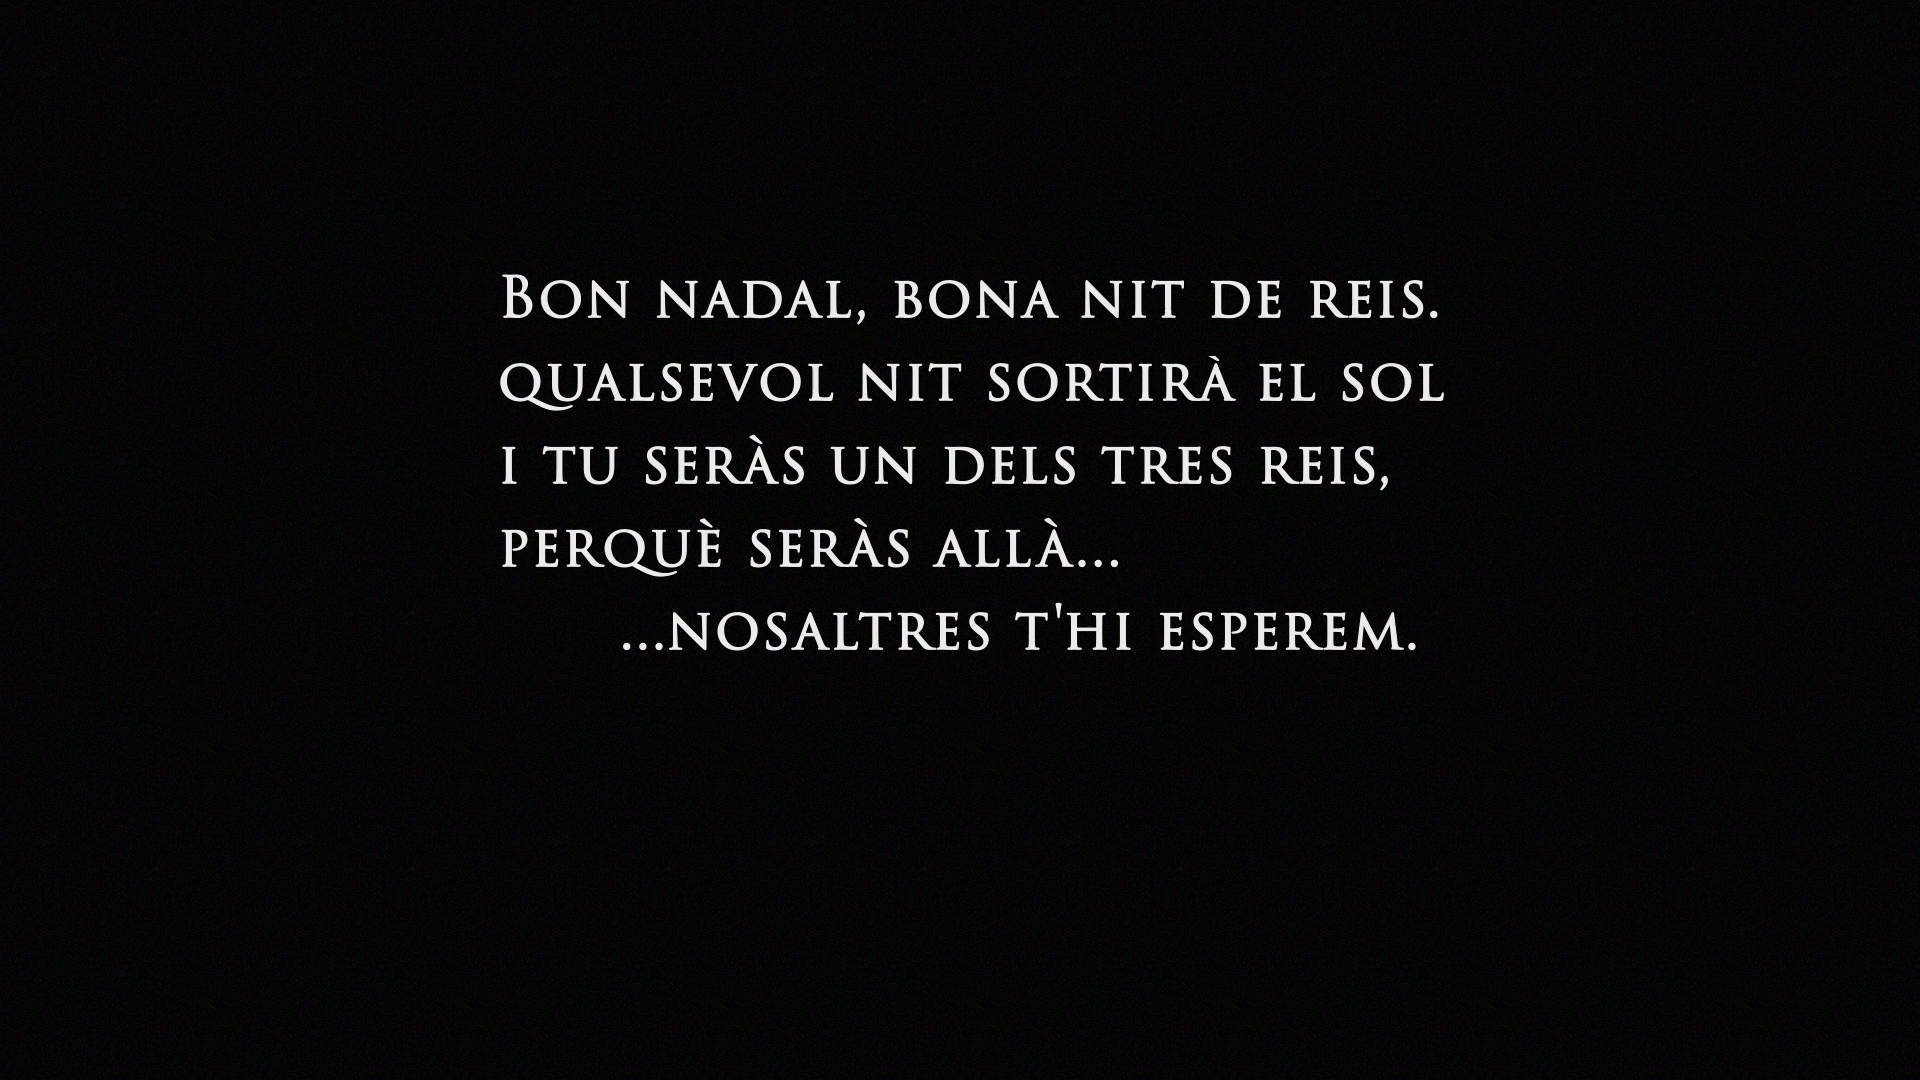 Bon nadal, bona nit de reis.
qualsevol nit sortirà el sol
i tu seràs un dels tres reis,
perquè seràs allà...
...nosaltres t'hi esperem.